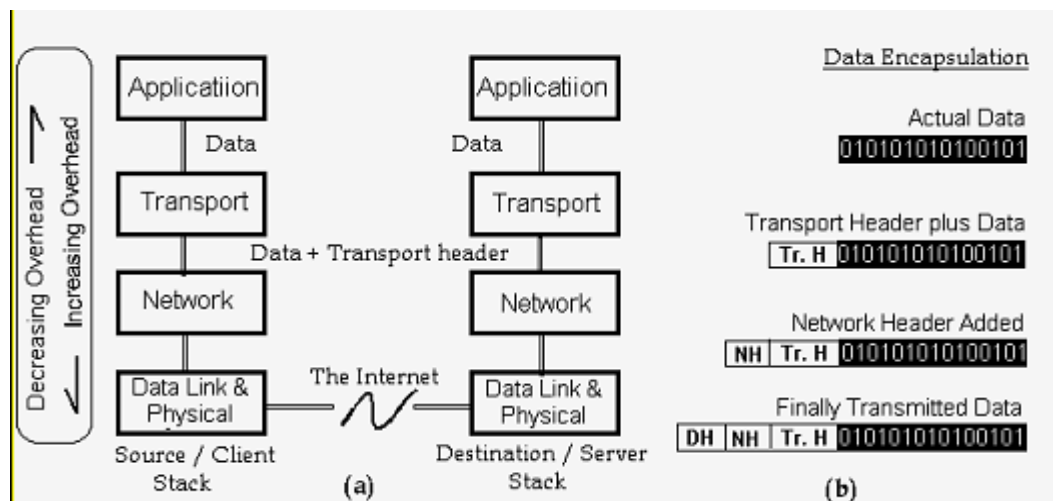 Decreasing Overhead
Increasing Overhead
Applicatiion
Data
Transport
Network
Data Link &
Physical
Source / Client
Stack
Data + Transport header
The Internet
(a)
Applicatiion
Data
Transport
Network
Data Link &
Physical
Destination / Server
Stack
Data Encapsulation
Actual Data
010101010100101
Transport Header plus Data
Tr. H 010101010100101
Network Header Added
NH Tr. H 010101010100101
Finally Transmitted Data
DH NH Tr. H 010101010100101
(b)